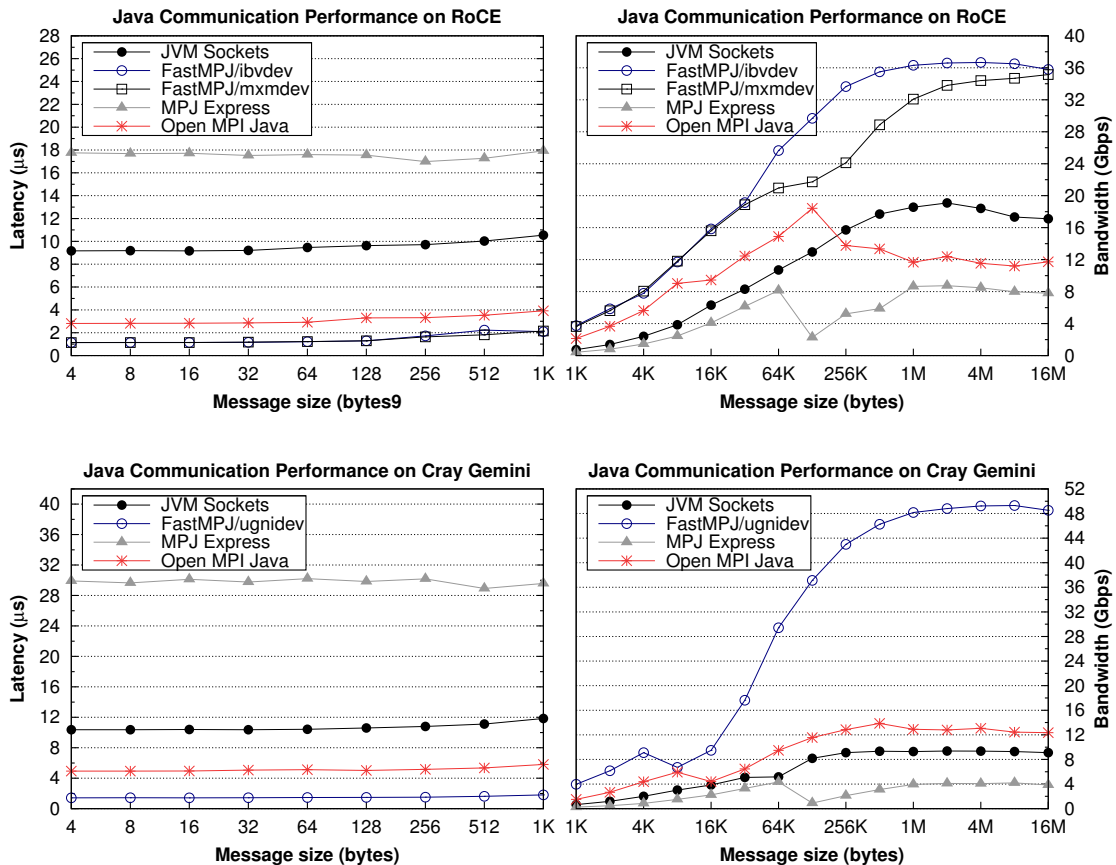 Java Communication Performance on RoCE
28
26
24
22
20
18
16
14
12
10
8
6
4
2
0
Latency (μs)
JVM Sockets
FastMPJ/ibvdev
FastMPJ/mxmdev
MPJ Express
Open MPI Java
4 8 16 32 64 128 256 512 1K
Message size (bytes9
Java Communication Performance on RoCE
JVM Sockets
FastMPJ/ibvdev
FastMPJ/mxmdev
MPJ Express
Open MPI Java
40
36
32
28
24
20
16
12
8
4
0
Bandwidth (Gbps)
1K 4K 16K 64K 256K 1M 4M 16M
Message size (bytes)
Java Communication Performance on Cray Gemini
40
36
32
28
24
20
16
12
8
4
0
Latency (μs)
JVM Sockets
FastMPJ/ugnidev
MPJ Express
Open MPI Java
4 8 16 32 64 128 256 512 1K
Message size (bytes)
Java Communication Performance on Cray Gemini
JVM Sockets
FastMPJ/ugnidev
MPJ Express
Open MPI Java
52
48
44
40
36
32
28
24
20
16
12
8
4
0
Bandwidth (Gbps)
1K 4K 16K 64K 256K 1M 4M 16M
Message size (bytes)